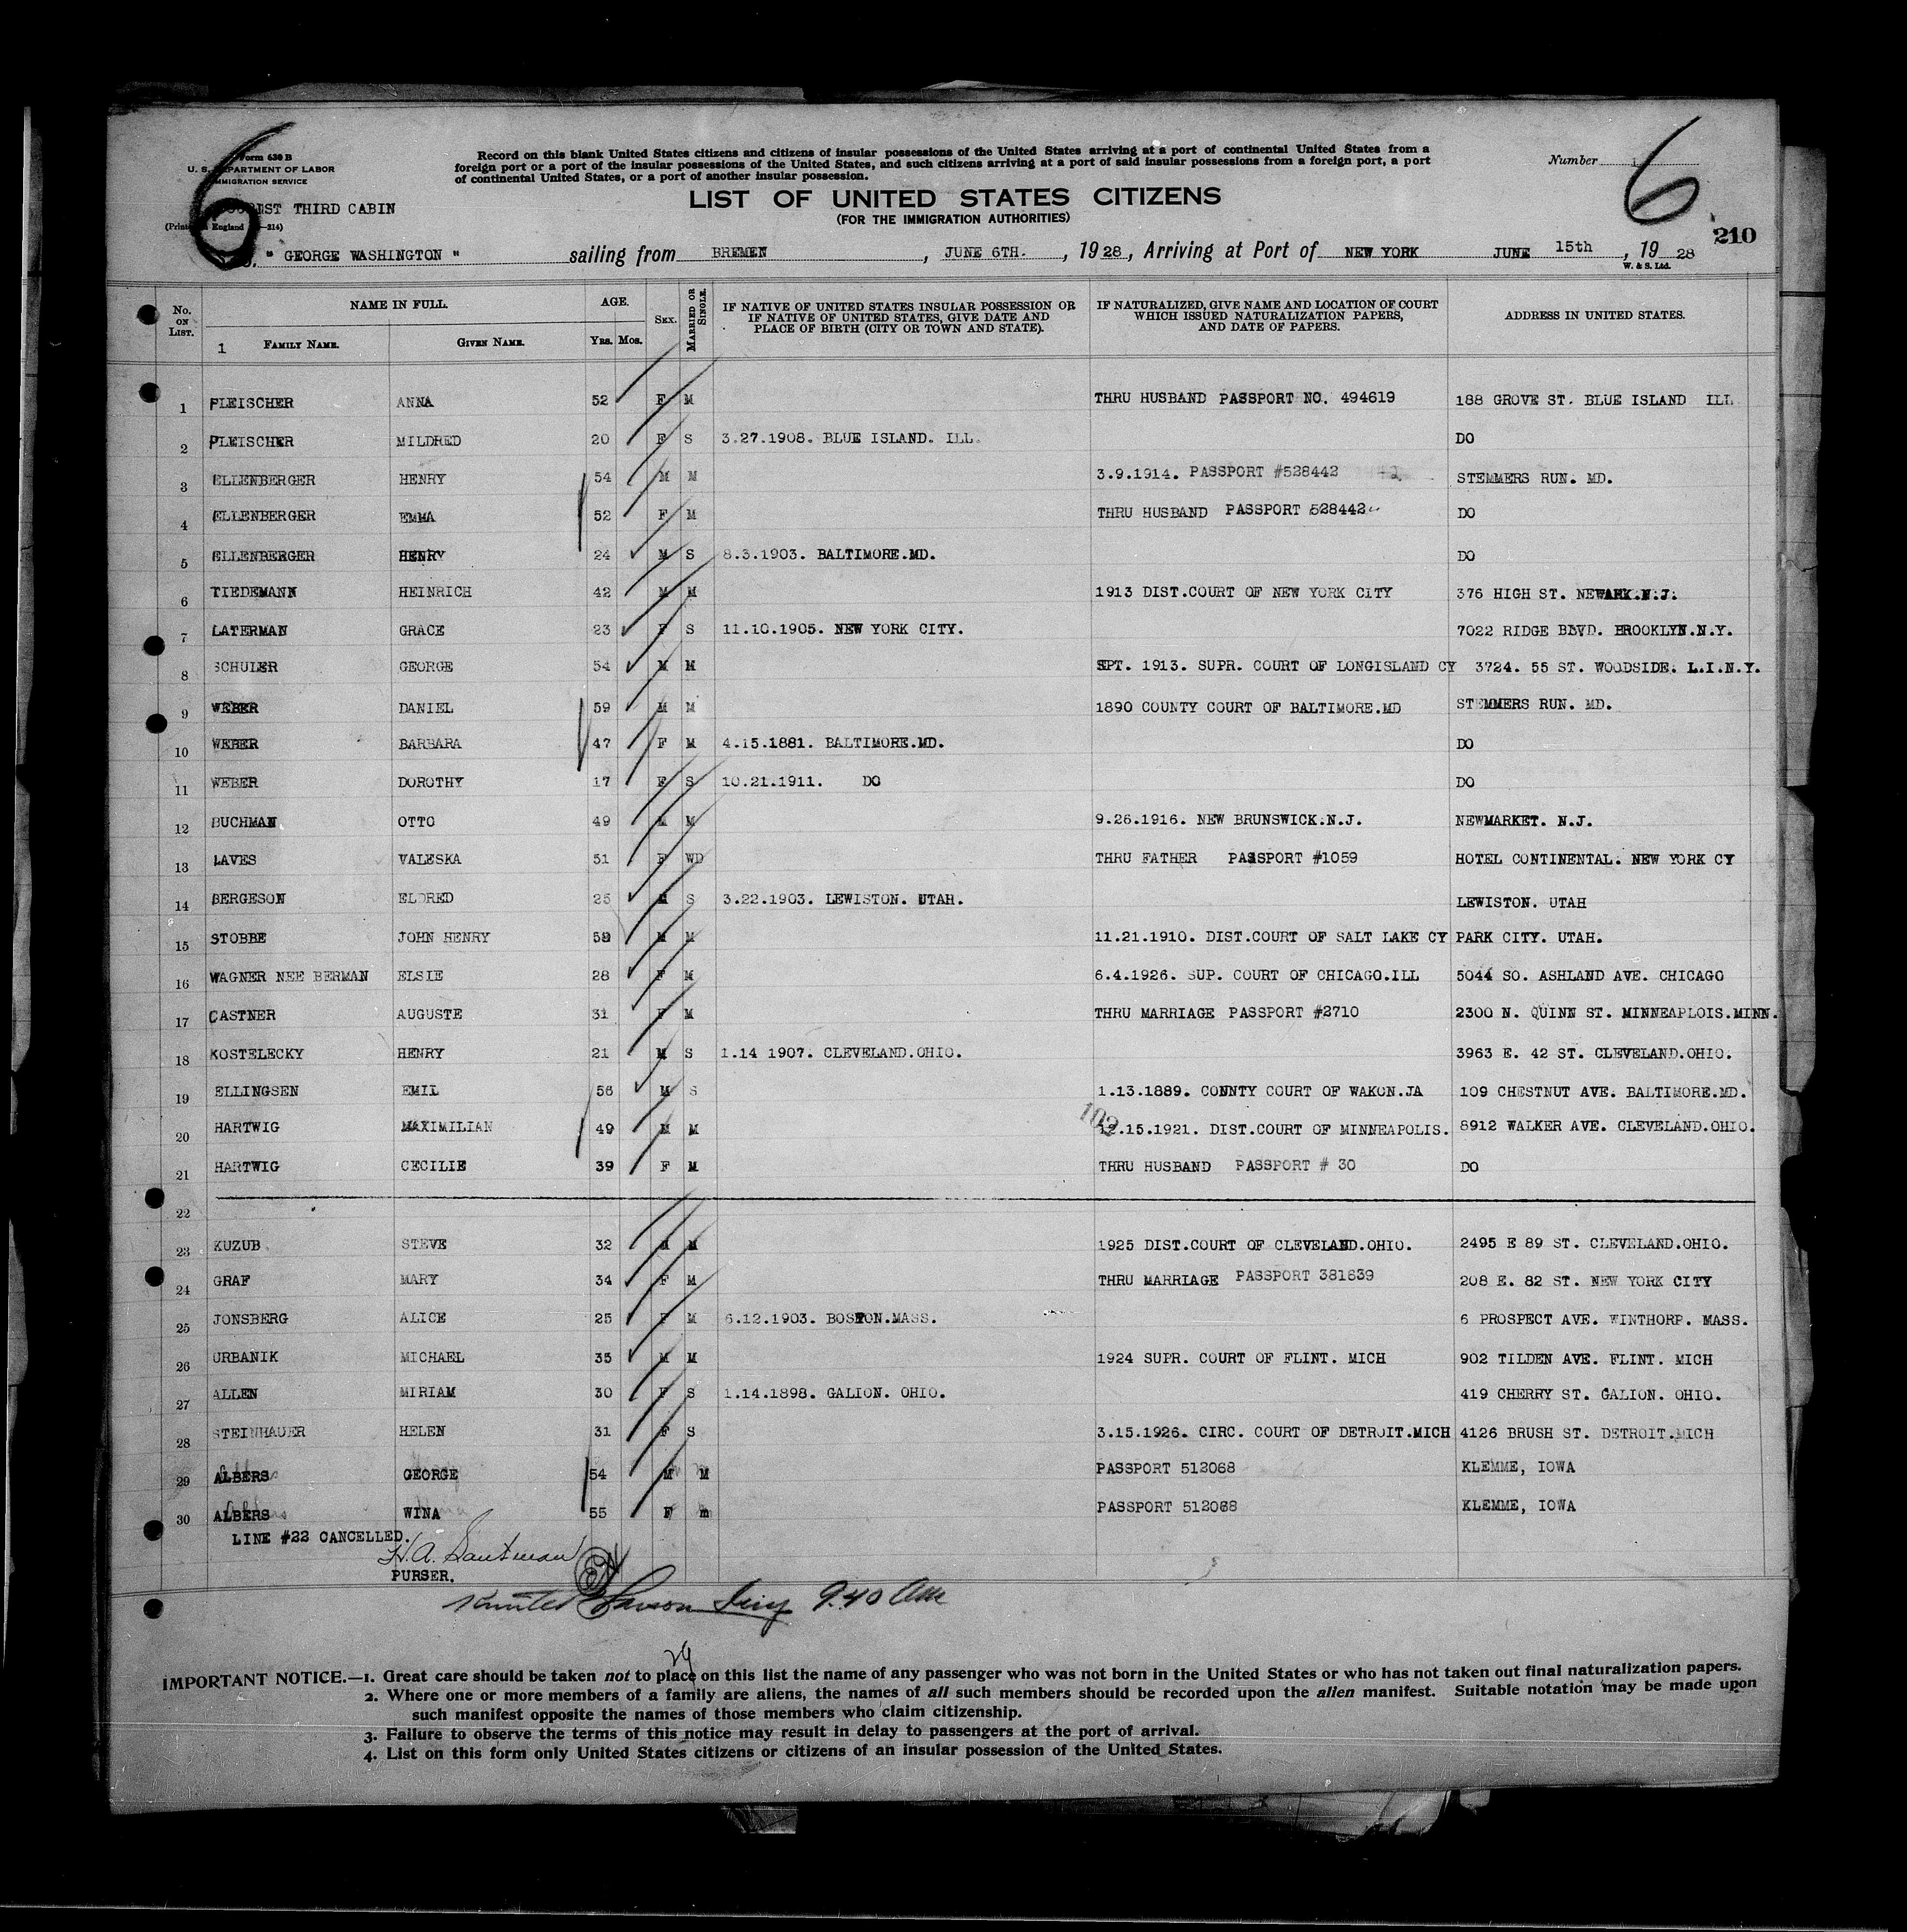 Form 630 B
U. S. DEPARTMENT OF LABOR
IMMIGRATION SERVICE
TOURIST THIRD CABIN
6
Record on this blank United States citizens and citizens of insular possessions of the United States arriving at a port of continental United States from a
foreign port or a port of the insular possessions of the United States, and such citizens arriving at a port of said insular possessions from a foreign port, a port
of continental United States, or a port of another insular possession.
LIST OF UNITED STATES CITIZENS
(FOR THE IMMIGRATION AUTHORITIES)
Number
6
210
" GEORGE WASHINGTON " sailing from BREMEN, JUNE 6TH., 1928, Arriving at Port of NEW YORK JUNE 15th, 1928
W. & S. Ltd.
No. ON LIST. NAME IN FULL. AGE. SEX. MARRIED OR SINGLE. IF NATIVE OF UNITED STATES INSULAR POSSESSION OR IF NATIVE OF UNITED STATES, GIVE DATE AND PLACE OF BIRTH (CITY OR TOWN AND STATE). IF NATURALIZED, GIVE NAME AND LOCATION OF COURT WHICH ISSUED NATURALIZATION PAPERS, AND DATE OF PAPERS. ADDRESS IN UNITED STATES.
1 FAMILY NAME. GIVEN NAME. YRS. MOS.
1 FLEISCHER ANNA 52 F M THRU HUSBAND PASSPORT NO. 494619 188 GROVE ST. BLUE ISLAND ILL
2 FLEISCHER MILDRED 20 F S 3.27.1908. BLUE ISLAND. ILL. DO
3 ELLENBERGER HENRY 54 M M 3.9.1914. PASSPORT #528442 STEMMERS RUN. MD.
4 ELLENBERGER EMMA 52 F M THRU HUSBAND PASSPORT 528442 DO
5 ELLENBERGER HENRY 24 M S 8.3.1903. BALTIMORE.MD. DO
6 TIEDEMANN HEINRICH 42 M M 1913 DIST.COURT OF NEW YORK CITY 376 HIGH ST. NEWARK.N.J.
7 LATERMAN GRACE 23 F S 11.10.1905. NEW YORK CITY. 7022 RIDGE BLVD. BROOKLYN.N.Y.
8 SCHULER GEORGE 54 M M SPT. 1913. SUPR. COURT OF LONGISLAND CY 3724. 55 ST. WOODSIDE. L.I.N.Y.
9 WEBER DANIEL 59 M M 1890 COUNTY COURT OF BALTIMORE.MD STEMMERS RUN. MD.
10 WEBER BARBARA 47 F M 4.15.1881. BALTIMORE.MD. DO
11 WEBER DOROTHY 17 F S 10.21.1911. DO DO
12 BUCHMAN OTTO 49 M M 9.26.1916. NEW BRUNSWICK.N.J. NEWMARKET. N.J.
13 LAVES VALESKA 51 F WD THRU FATHER PASSPORT #1059 HOTEL CONTINENTAL. NEW YORK CY
14 BERGESON ELDRED 25 M S 3.22.1903. LEWISTON. UTAH. LEWISTON. UTAH
15 STOBBE JOHN HENRY M M 11.21.1910. DIST.COURT OF SALT LAKE CY PARK CITY. UTAH.
16 WAGNER NEE BERMAN ELSIE 28 F M 6.4.1926. SUP. COURT OF CHICAGO.ILL 5044 SO. ASHLAND AVE. CHICAGO
17 CASTNER AUGUSTE 31 F M THRU MARRIAGE PASSPORT #2710 2300 N. QUINN ST. MINNEAPLOIS.MINN.
18 KOSTELECKY HENRY 21 M S 1.14 1907. CLEVELAND.OHIO. 3963 E. 42 ST. CLEVELAND.OHIO.
19 ELLINGSEN EMIL 56 M S 1.13.1889. CONNTY COURT OF WAKON.JA 109 CHESTNUT AVE. BALTIMORE.MD.
102
20 HARTWIG MAXIMILIAN 49 M M 12.15.1921. DIST.COURT OF MINNEAPOLIS. 8912 WALKER AVE. CLEVELAND.OHIO.
21 HARTWIG CECILIE 39 F M THRU HUSBAND PASSPORT # 30 DO
22
23 KUZUB STEVE 32 M M 1925 DIST.COURT OF CLEVELAND.OHIO. 2495 E 89 ST. CLEVELAND.OHIO.
24 GRAF MARY 34 F M THRU MARRIAGE PASSPORT 381639 208 E. 82 ST. NEW YORK CITY
25 JONSBERG ALICE 25 F M 6.12.1903. BOSTON.MASS. 6 PROSPECT AVE. WINTHORP. MASS.
26 URBANIK MICHAEL 35 M M 1924 SUPR. COURT OF FLINT. MICH 902 TILDEN AVE. FLINT. MICH
27 ALLEN MIRIAM 30 F S 1.14.1898. GALION. OHIO. 419 CHERRY ST. GALION. OHIO.
28 STEINHAUER HELEN 31 F S 3.15.1926. CIRC. COURT OF DETROIT.MICH 4126 BRUSH ST. DETROIT.MICH
29 ALBERS GEORGE 54 M M PASSPORT 512068 KLEMME, IOWA
30 ALBERS WINA 55 F m PASSPORT 512068 KLEMME, IOWA
LINE #22 CANCELLED.
H. A.
PURSER.
9.40 Am
29
IMPORTANT NOTICE.—1. Great care should be taken not to place on this list the name of any passenger who was not born in the United States or who has not taken out final naturalization papers.
2. Where one or more members of a family are aliens, the names of all such members should be recorded upon the alien manifest. Suitable notation may be made upon
such manifest opposite the names of those members who claim citizenship.
3. Failure to observe the terms of this notice may result in delay to passengers at the port of arrival.
4. List on this form only United States citizens or citizens of an insular possession of the United States.